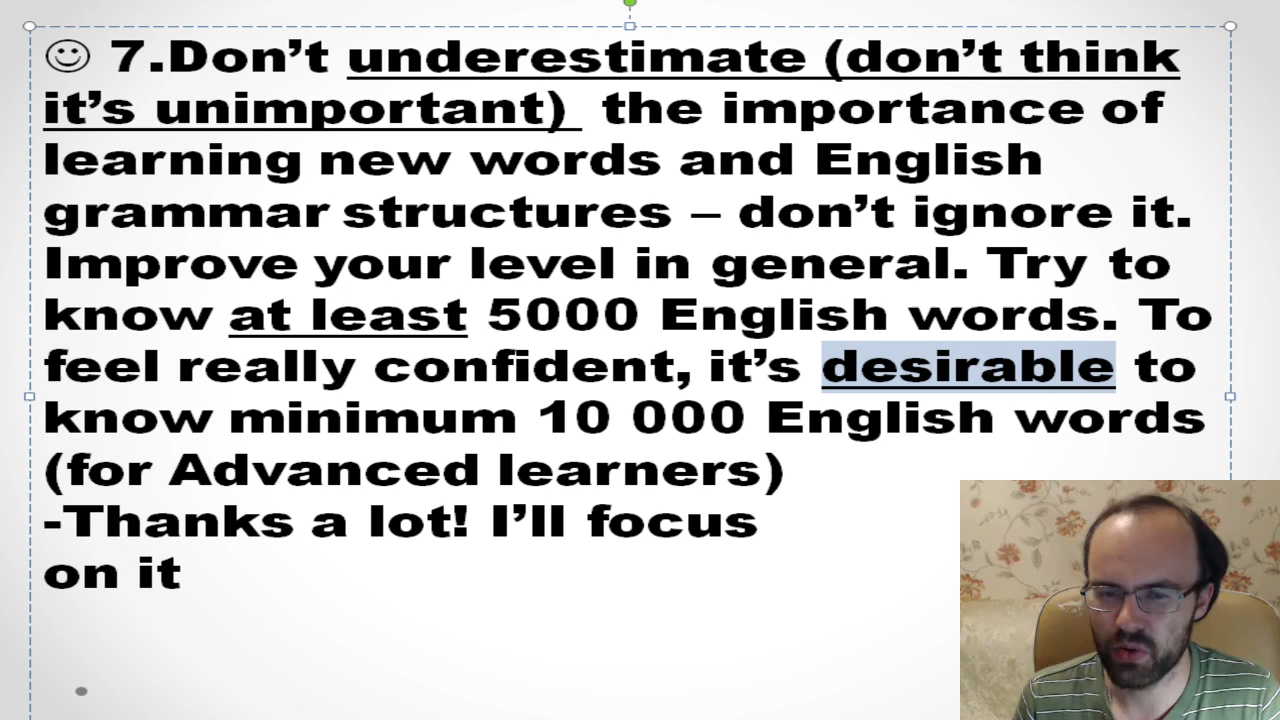 ☺ 7.Don’t underestimate (don’t think
it’s unimportant)  the importance of
learning new words and English
grammar structures – don’t ignore it.
Improve your level in general. Try to
know at least 5000 English words. To
feel really confident, it’s desirable to
know minimum 10 000 English words
(for Advanced learners)
-Thanks a lot! I’ll focus
on it